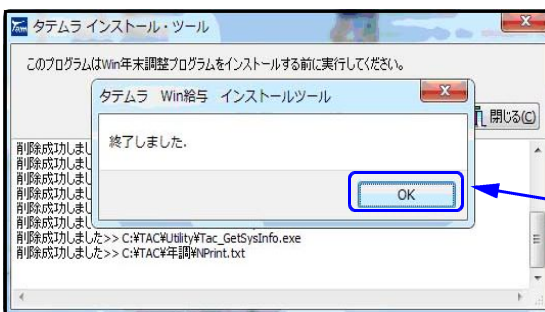 タテムラ インストール・ツール
このプログラムはWin年末調整プログラムをインストールする前に実行してください。
タテムラ Win給与 インストールツール
閉じる(C)
終了しました.
OK
削除成功しまし
削除成功しまし
削除成功しまし
削除成功しまし
削除成功しまし
削除成功しまし
削除成功しました>> C:¥TAC¥Utility¥Tac_GetSysInfo.exe
削除成功しました>> C:¥TAC¥年調¥NPrint.txt